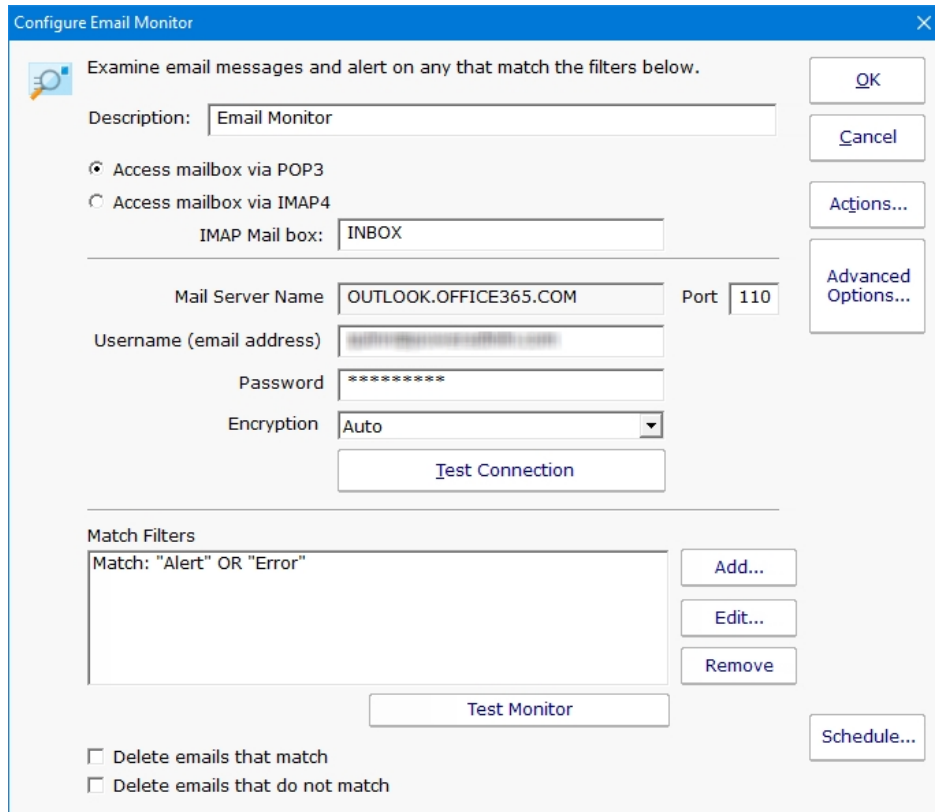 Configure Email Monitor
Examine email messages and alert on any that match the filters below.
OK
Description: Email Monitor
Cancel
Access mailbox via POP3
Access mailbox via IMAP4
Actions...
IMAP Mail box: INBOX
Advanced
Options...
Mail Server Name OUTLOOK.OFFICE365.COM Port 110
Username (email address)
Password *********
Encryption Auto
Test Connection
Match Filters
Match: "Alert" OR "Error"
Add...
Edit...
Remove
Test Monitor
Schedule...
Delete emails that match
Delete emails that do not match